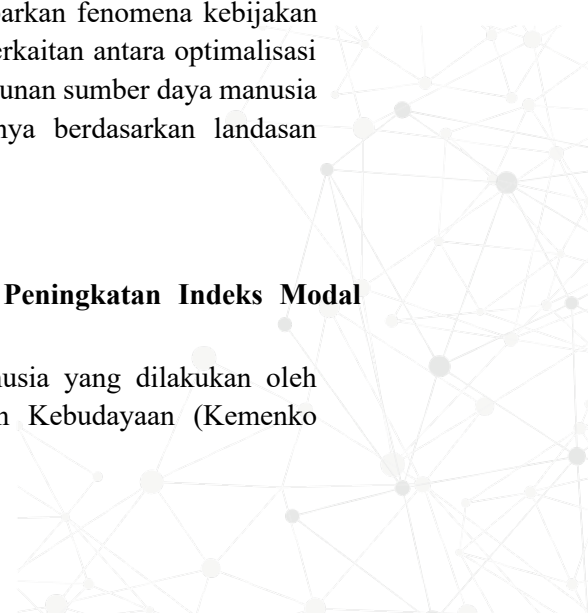 arkan fenomena kebijakan
erkaitan antara optimalisasi
unan sumber daya manusia
nya berdasarkan landasan
Peningkatan Indeks Modal
usia yang dilakukan oleh
Kebudayaan (Kemenko